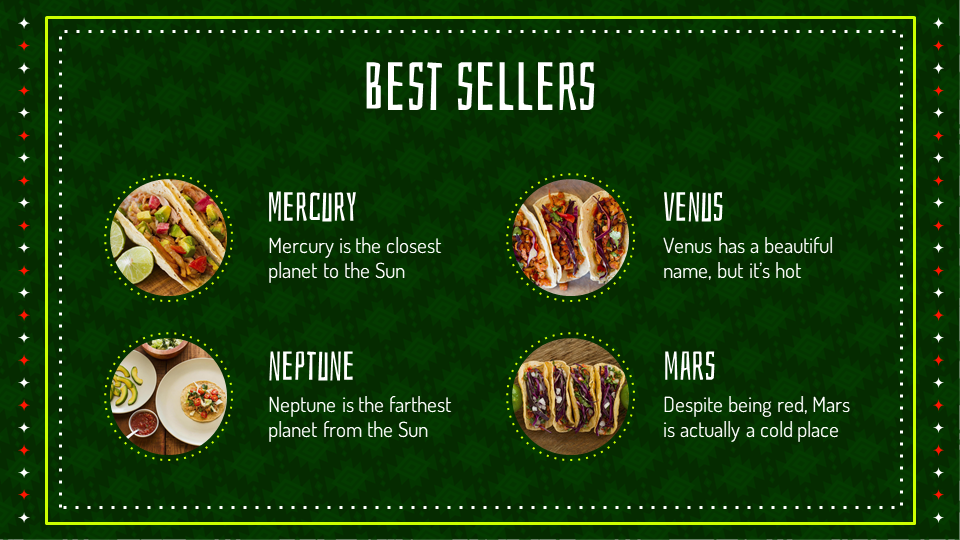 BEST SELLERS
MERCURY
Mercury is the closest
planet to the Sun
VENUS
Venus has a beautiful
name, but it’s hot
NEPTUNE
Neptune is the farthest
planet from the Sun
MARS
Despite being red, Mars
is actually a cold place